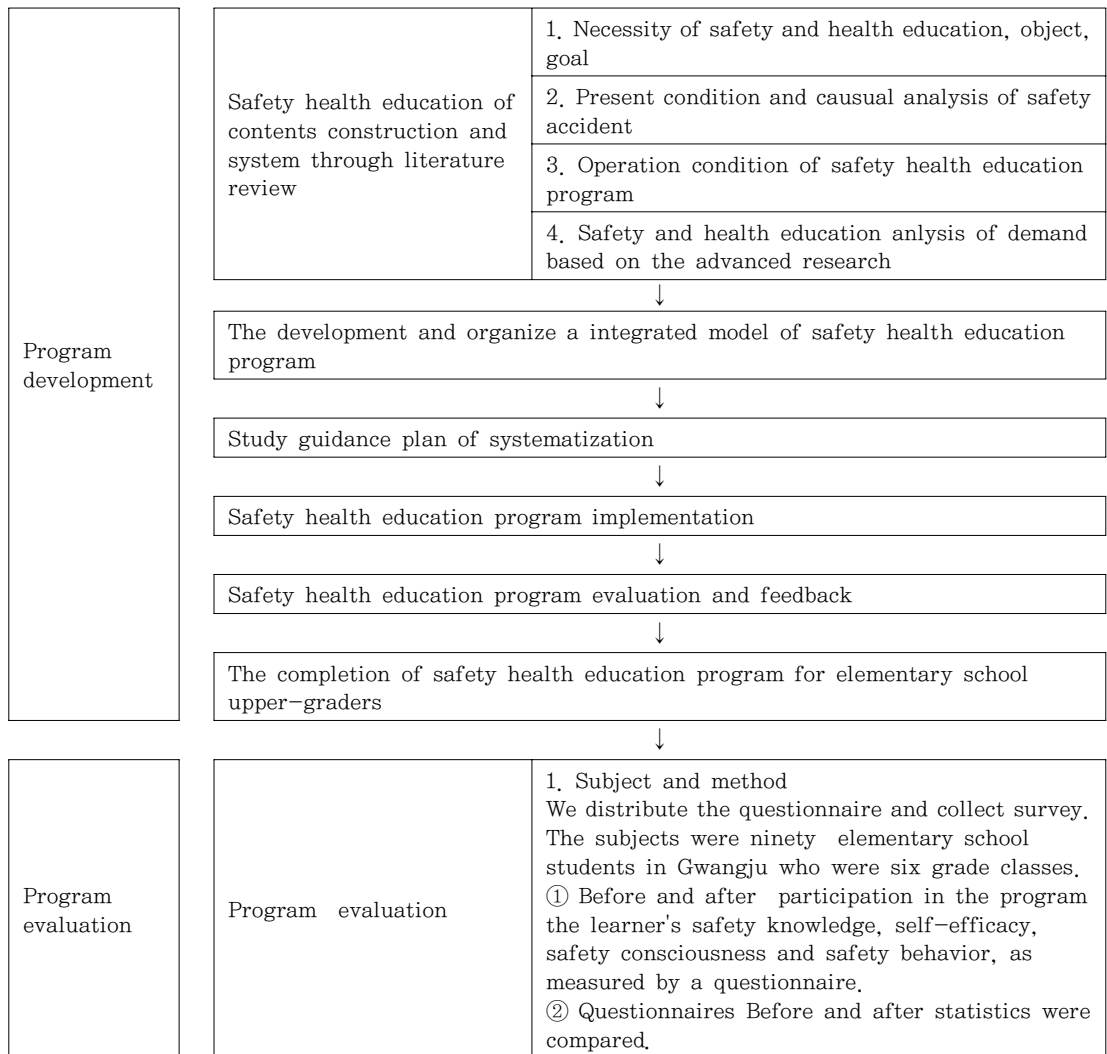 Program
development
Safety health education of
contents construction and
system through literature
review
1. Necessity of safety and health education, object,
goal
2. Present condition and causual analysis of safety
accident
3. Operation condition of safety health education
program
4. Safety and health education anlysis of demand
based on the advanced research
↓
The development and organize a integrated model of safety health education
program
↓
Study guidance plan of systematization
↓
Safety health education program implementation
↓
Safety health education program evaluation and feedback
↓
The completion of safety health education program for elementary school
upper-graders
↓
Program
evaluation
Program evaluation
1. Subject and method
We distribute the questionnaire and collect survey.
The subjects were ninety elementary school
students in Gwangju who were six grade classes.
① Before and after participation in the program
the learner's safety knowledge, self-efficacy,
safety consciousness and safety behavior, as
measured by a questionnaire.
② Questionnaires Before and after statistics were
compared.